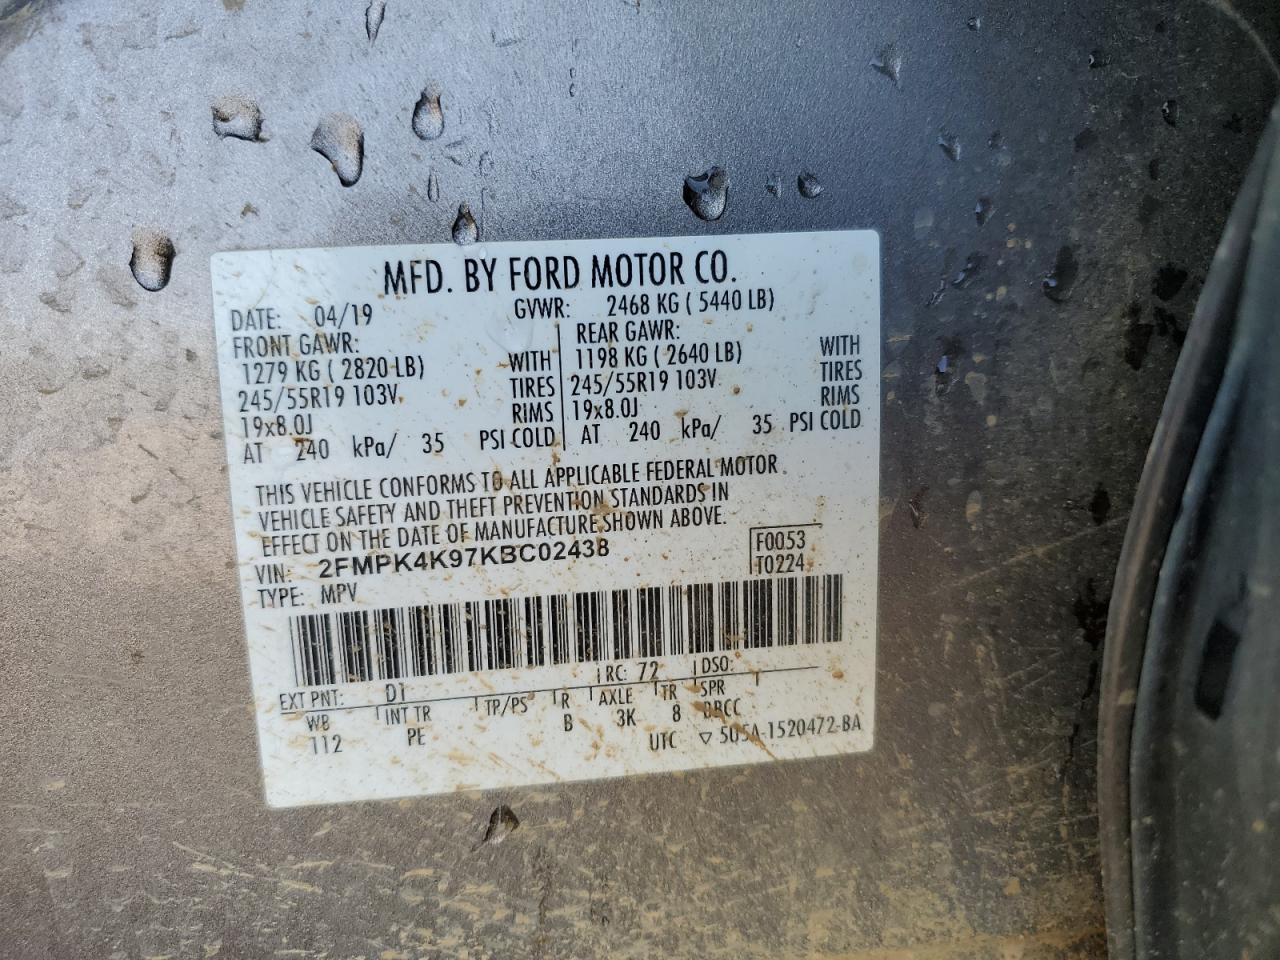 MFD. BY FORD MOTOR CO.
DATE: 04/19 GVWR: 2468 KG ( 5440 LB)
FRONT GAWR: REAR GAWR:
1279 KG ( 2820 LB) WITH 1198 KG ( 2640 LB) WITH
245/55R19 103V TIRES 245/55R19 103V TIRES
19x8.0J RIMS 19x8.0J RIMS
AT 240 kPa/ 35 PSI COLD AT 240 kPa/ 35 PSI COLD
THIS VEHICLE CONFORMS TO ALL APPLICABLE FEDERAL MOTOR
VEHICLE SAFETY AND THEFT PREVENTION STANDARDS IN
EFFECT ON THE DATE OF MANUFACTURE SHOWN ABOVE.
VIN: 2FMPK4K97KBC02438 F0053
TYPE: MPV T0224
RC: 72 DSO:
EXT PNT: D1
WB INT TR TP/PS R AXLE TR SPR
112 PE B 3K 8 BBCC
UTC ▽ 5U5A-1520472-BA